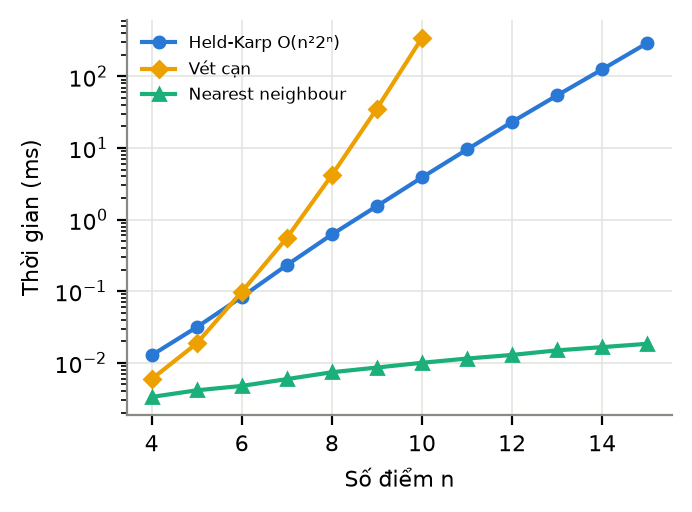 Held-Karp O(n²2ⁿ)
Vét cạn
Nearest neighbour
Thời gian (ms)
10²
10¹
10⁰
10⁻¹
10⁻²
4 6 8 10 12 14
Số điểm n